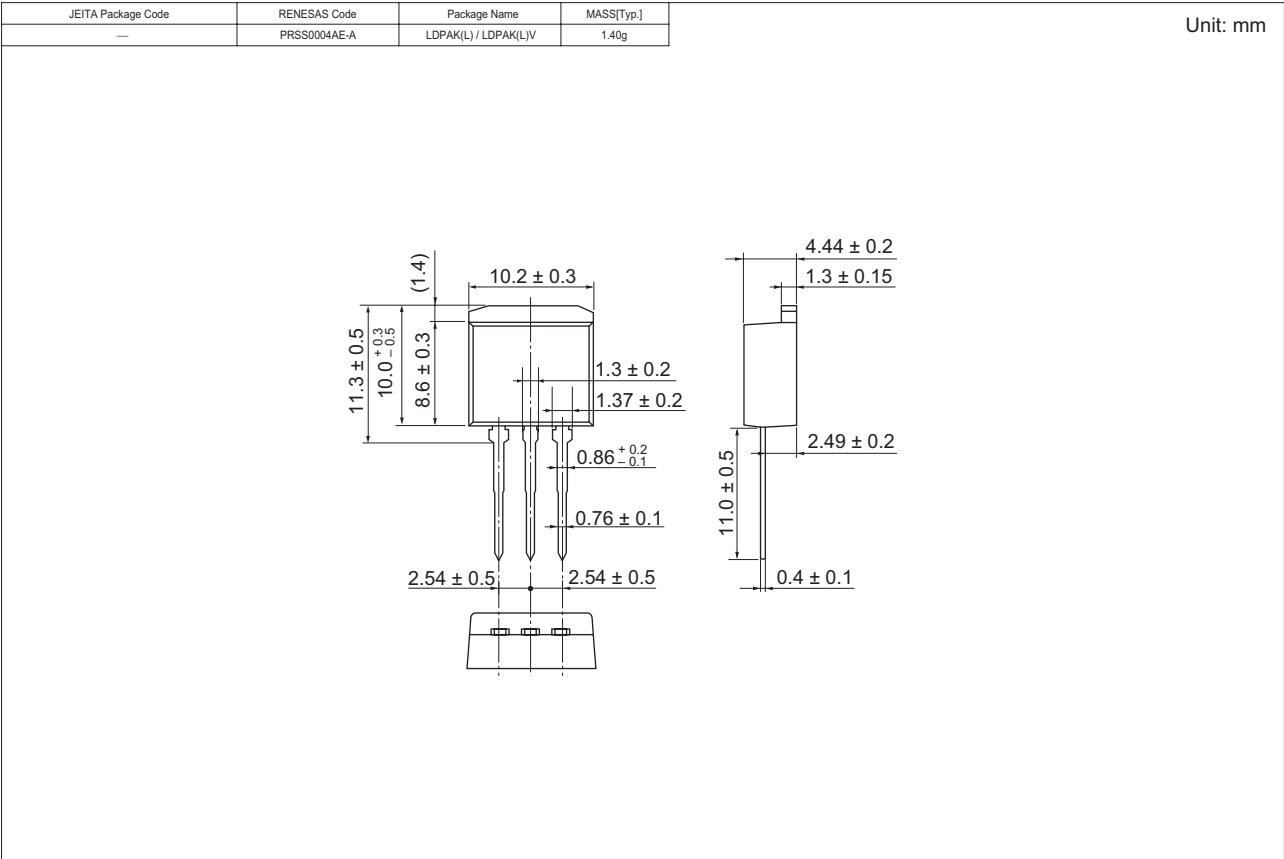 JEITA Package Code RENESAS Code Package Name MASS[Typ.]
— PRSS0004AE-A LDPAK(L) / LDPAK(L)V 1.40g
Unit: mm
4.44 ± 0.2
(1.4)
10.2 ± 0.3
1.3 ± 0.15
11.3 ± 0.5
10.0 + 0.3 – 0.5
8.6 ± 0.3
1.3 ± 0.2
1.37 ± 0.2
2.49 ± 0.2
0.86 + 0.2 – 0.1
11.0 ± 0.5
0.76 ± 0.1
2.54 ± 0.5 2.54 ± 0.5
0.4 ± 0.1